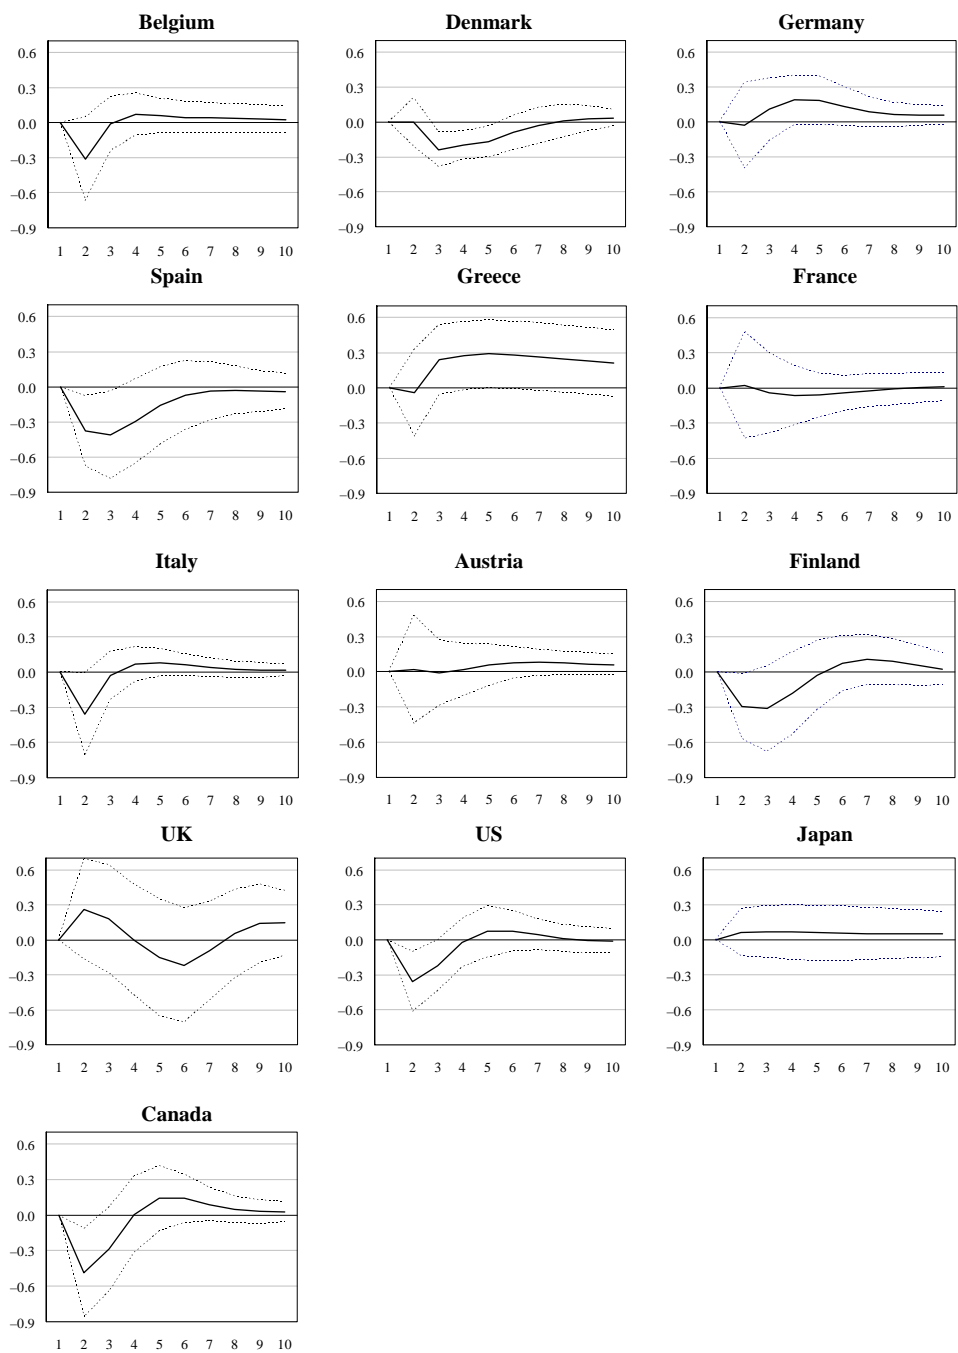 Belgium Denmark Germany
0.6 0.6 0.6
0.3 0.3 0.3
0.0 0.0 0.0
–0.3 –0.3 –0.3
–0.6 –0.6 –0.6
–0.9 –0.9 –0.9
1 2 3 4 5 6 7 8 9 10 1 2 3 4 5 6 7 8 9 10 1 2 3 4 5 6 7 8 9 10
Spain Greece France
0.6 0.6 0.6
0.3 0.3 0.3
0.0 0.0 0.0
–0.3 –0.3 –0.3
–0.6 –0.6 –0.6
–0.9 –0.9 –0.9
1 2 3 4 5 6 7 8 9 10 1 2 3 4 5 6 7 8 9 10 1 2 3 4 5 6 7 8 9 10
Italy Austria Finland
0.6 0.6 0.6
0.3 0.3 0.3
0.0 0.0 0.0
–0.3 –0.3 –0.3
–0.6 –0.6 –0.6
–0.9 –0.9 –0.9
1 2 3 4 5 6 7 8 9 10 1 2 3 4 5 6 7 8 9 10 1 2 3 4 5 6 7 8 9 10
UK US Japan
0.6 0.6 0.6
0.3 0.3 0.3
0.0 0.0 0.0
–0.3 –0.3 –0.3
–0.6 –0.6 –0.6
–0.9 –0.9 –0.9
1 2 3 4 5 6 7 8 9 10 1 2 3 4 5 6 7 8 9 10 1 2 3 4 5 6 7 8 9 10
Canada
0.6
0.3
0.0
–0.3
–0.6
–0.9
1 2 3 4 5 6 7 8 9 10